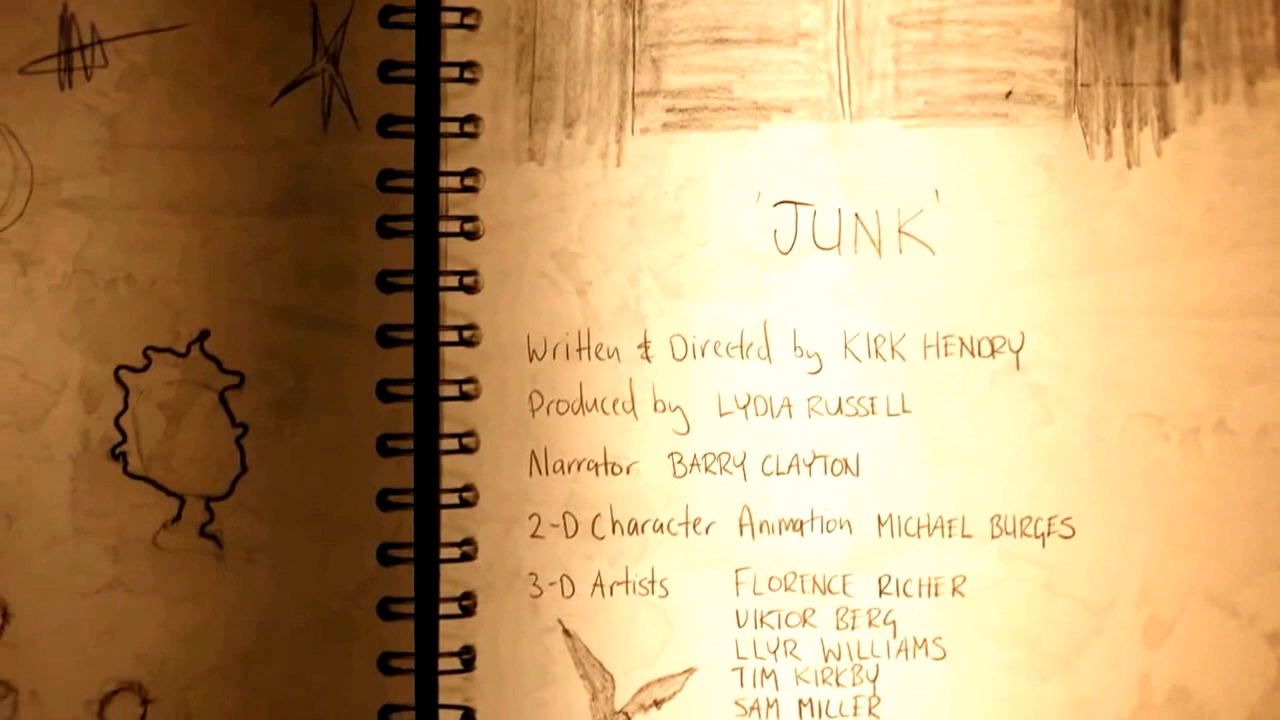 'JUNK'
Written & Directed by KIRK HENDRY
Produced by LYDIA RUSSELL
Narrator BARRY CLAYTON
2-D Character Animation MICHAEL BURGES
3-D Artists FLORENCE RICHER
VIKTOR BERG
LLYR WILLIAMS
TIM KIRKBY
SAM MILLER